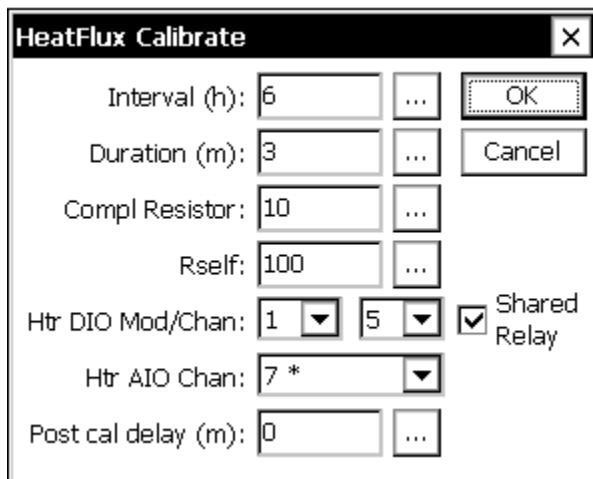 HeatFlux Calibrate
Interval (h): 6 ... OK
Duration (m): 3 ... Cancel
Compl Resistor: 10 ...
Rself: 100 ...
Htr DIO Mod/Chan: 1 5 Shared
Relay
Htr AIO Chan: 7 *
Post cal delay (m): 0 ...